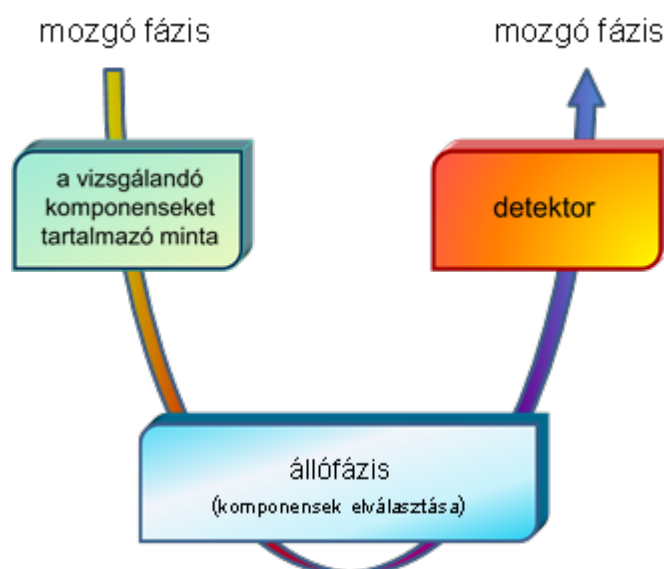 mozgó fázis
mozgó fázis
a vizsgálandó
komponenseket
tartalmazó minta
detektor
állófázis
(komponensek elválasztása)